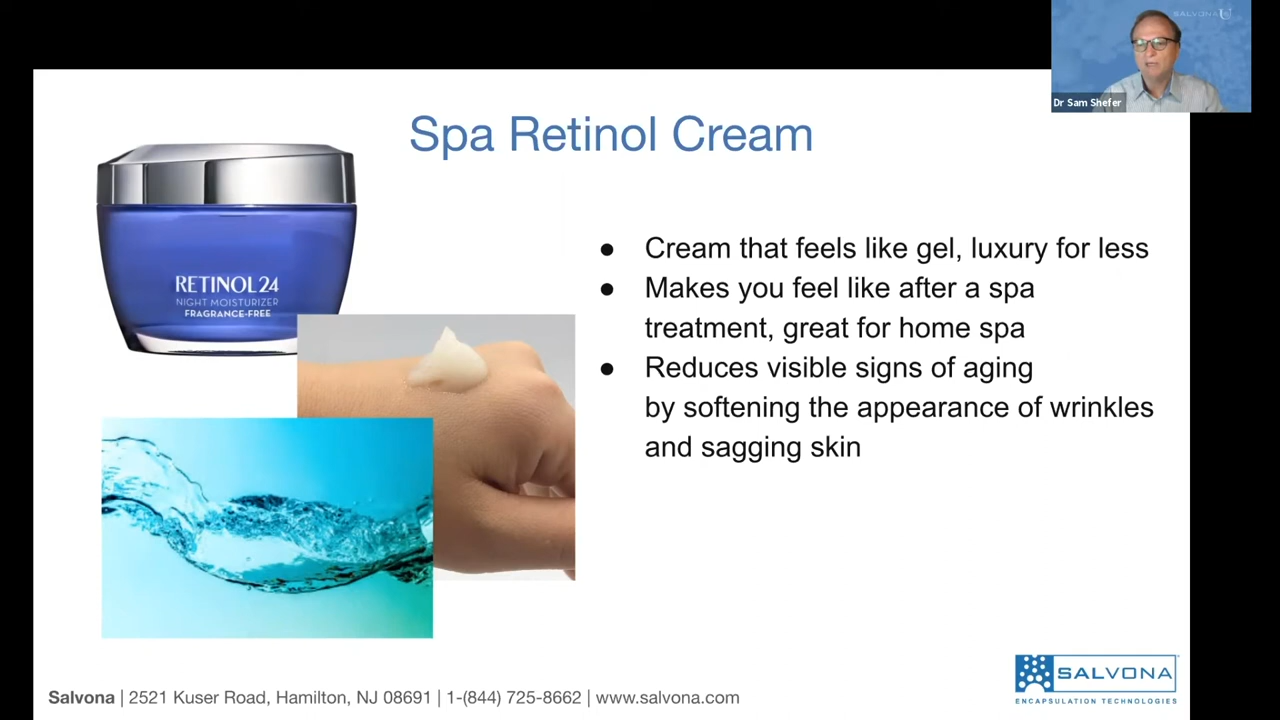 SALVONA
Dr Sam Shefer
Spa Retinol Cream
RETINOL 24
NIGHT MOISTURIZER
FRAGRANCE-FREE
● Cream that feels like gel, luxury for less
● Makes you feel like after a spa
treatment, great for home spa
● Reduces visible signs of aging
by softening the appearance of wrinkles
and sagging skin
Salvona | 2521 Kuser Road, Hamilton, NJ 08691 | 1-(844) 725-8662 | www.salvona.com
SALVONA
ENCAPSULATION TECHNOLOGIES